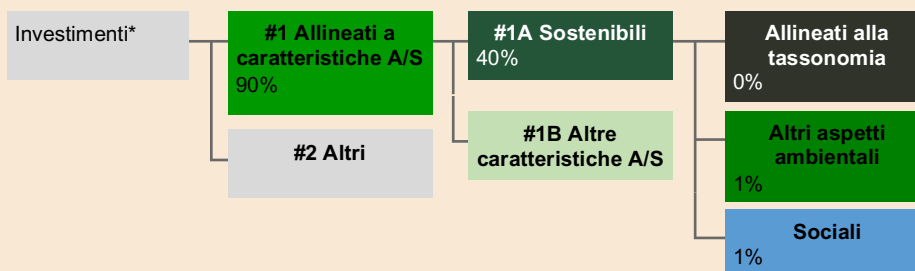 Investimenti*
#1 Allineati a
caratteristiche A/S
90%
#2 Altri
#1A Sostenibili
40%
#1B Altre
caratteristiche A/S
Allineati alla
tassonomia
0%
Altri aspetti
ambientali
1%
Sociali
1%